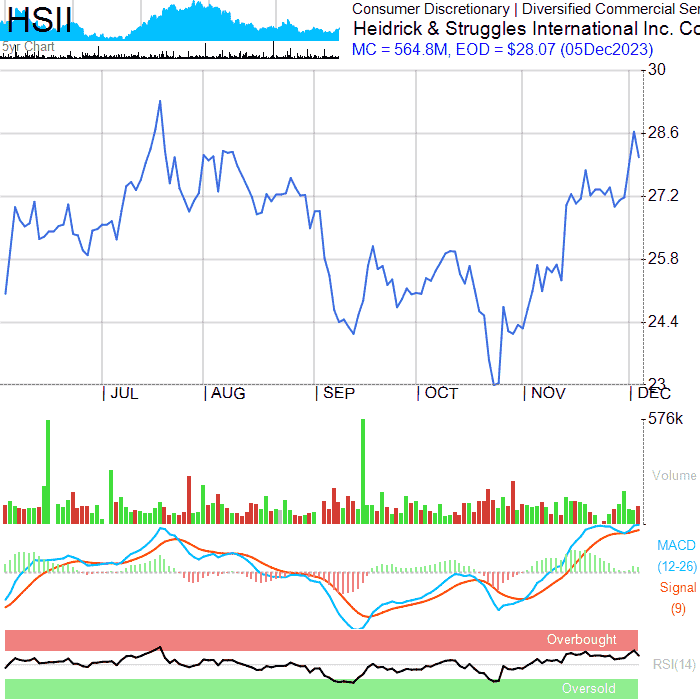 HSII
5yr Chart
Consumer Discretionary | Diversified Commercial Ser
Heidrick & Struggles International Inc. Co
MC = 564.8M, EOD = $28.07 (05Dec2023)
30
28.6
27.2
25.8
24.4
23
| JUL | AUG | SEP | OCT | NOV | DEC
576k
Volume
MACD
(12-26)
Signal
(9)
Overbought
RSI(14)
Oversold